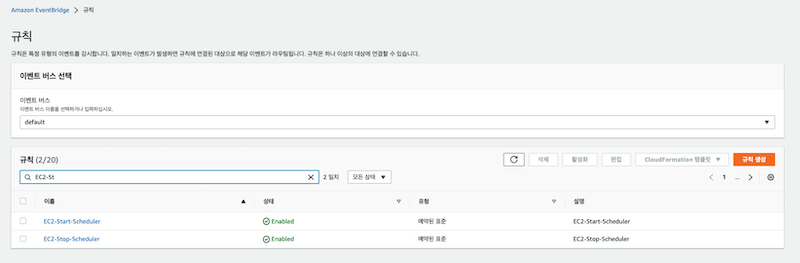 Amazon EventBridge > 규칙
규칙
규칙은 특정 유형의 이벤트를 감시합니다. 일치하는 이벤트가 발생하면 규칙에 연결된 대상으로 해당 이벤트가 라우팅됩니다. 규칙은 하나 이상의 대상에 연결할 수 있습니다.
이벤트 버스 선택
이벤트 버스
이벤트 버스 이름을 선택하거나 입력하십시오.
default
규칙 (2/20) 삭제 활성화 편집 CloudFormation 템플릿 규칙 생성
EC2-St 2 일치 모든 상태 1 ...
이름 상태 유형 설명
EC2-Start-Scheduler Enabled 예약된 표준 EC2-Start-Scheduler
EC2-Stop-Scheduler Enabled 예약된 표준 EC2-Stop-Scheduler